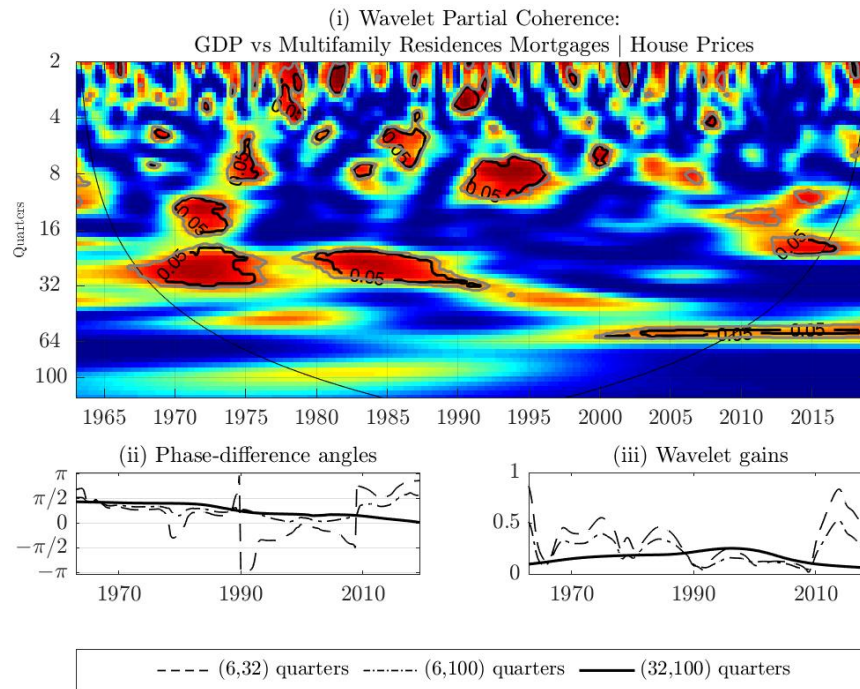 (i) Wavelet Partial Coherence:
GDP vs Multifamily Residences Mortgages | House Prices
Quarters
2
4
8
16
32
64
100
0.05
0.05
0.05
0.05
0.05
0.05
0.05
0.05
0.05
0.05
1965 1970 1975 1980 1985 1990 1995 2000 2005 2010 2015
(ii) Phase-difference angles
π
π/2
0
−π/2
−π
1970 1990 2010
(iii) Wavelet gains
1
0.5
0
1970 1990 2010
(6,32) quarters (6,100) quarters (32,100) quarters